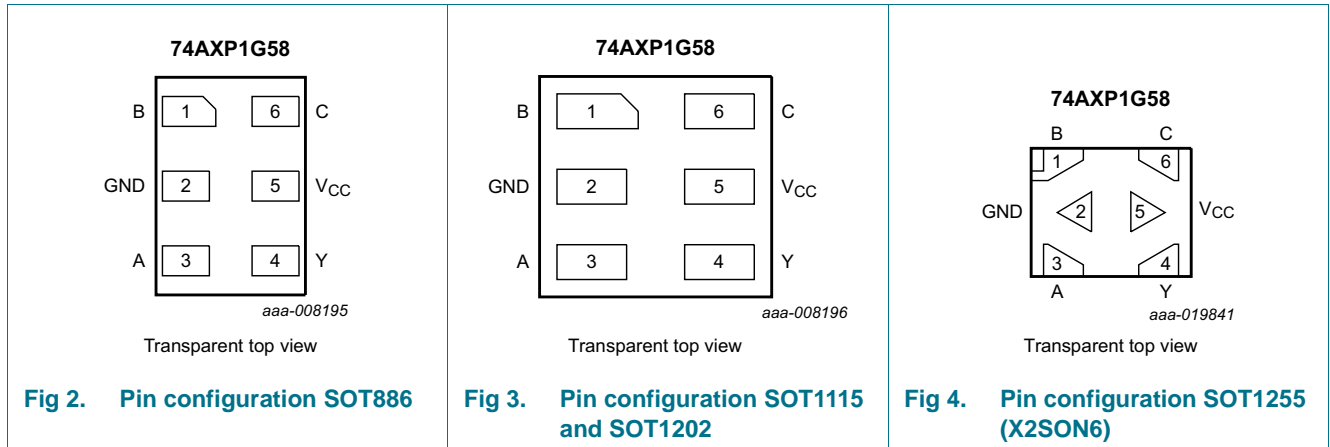 74AXP1G58
B 1 6 C
GND 2 5 VCC
A 3 4 Y
aaa-008195
Transparent top view
Fig 2. Pin configuration SOT886
74AXP1G58
B 1 6 C
GND 2 5 VCC
A 3 4 Y
aaa-008196
Transparent top view
Fig 3. Pin configuration SOT1115
and SOT1202
74AXP1G58
B C
1 6
GND 2 5 VCC
3 4
A Y
aaa-019841
Transparent top view
Fig 4. Pin configuration SOT1255
(X2SON6)